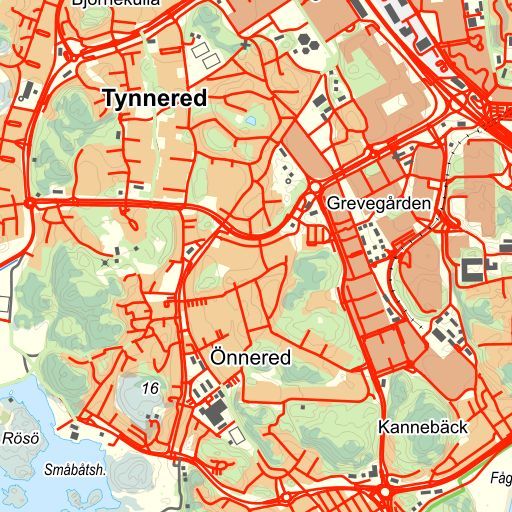 Björnekulla
Tynnered
Grevegården
Önnered
16
Kannebäck
Rösö
Småbåtsh.
Fåg